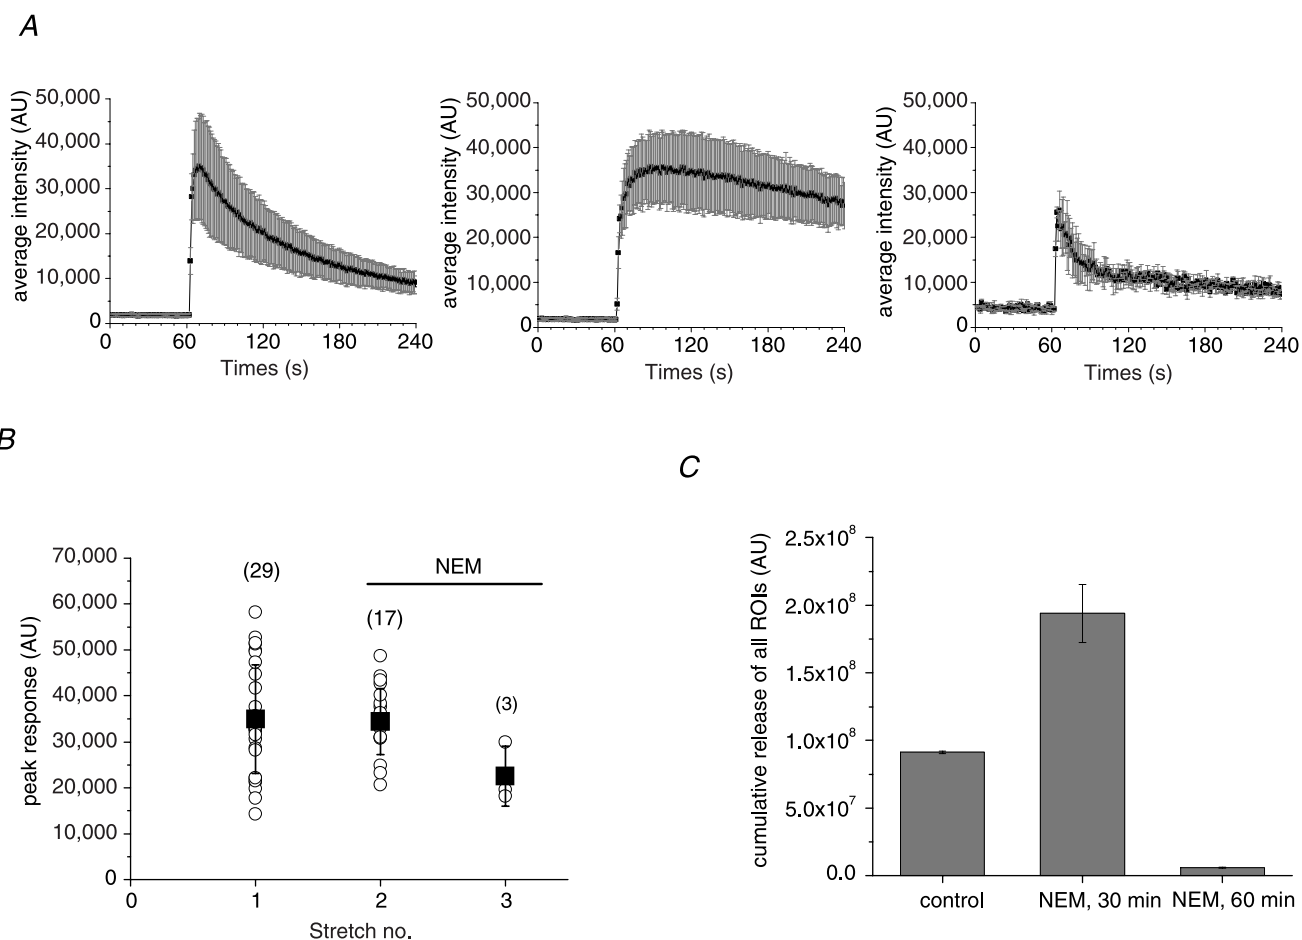 A
average intensity (AU)
50,000
40,000
30,000
20,000
10,000
0
0 60 120 180 240
Times (s)
average intensity (AU)
50,000
40,000
30,000
20,000
10,000
0
0 60 120 180 240
Times (s)
average intensity (AU)
50,000
40,000
30,000
20,000
10,000
0
0 60 120 180 240
Times (s)
B
peak response (AU)
70,000
60,000
50,000
40,000
30,000
20,000
10,000
0
(29)
(17)
(3)
NEM
0 1 2 3
Stretch no.
C
cumulative release of all ROIs (AU)
2.5x10⁸
2.0x10⁸
1.5x10⁸
1.0x10⁸
5.0x10⁷
0.0
control NEM, 30 min NEM, 60 min